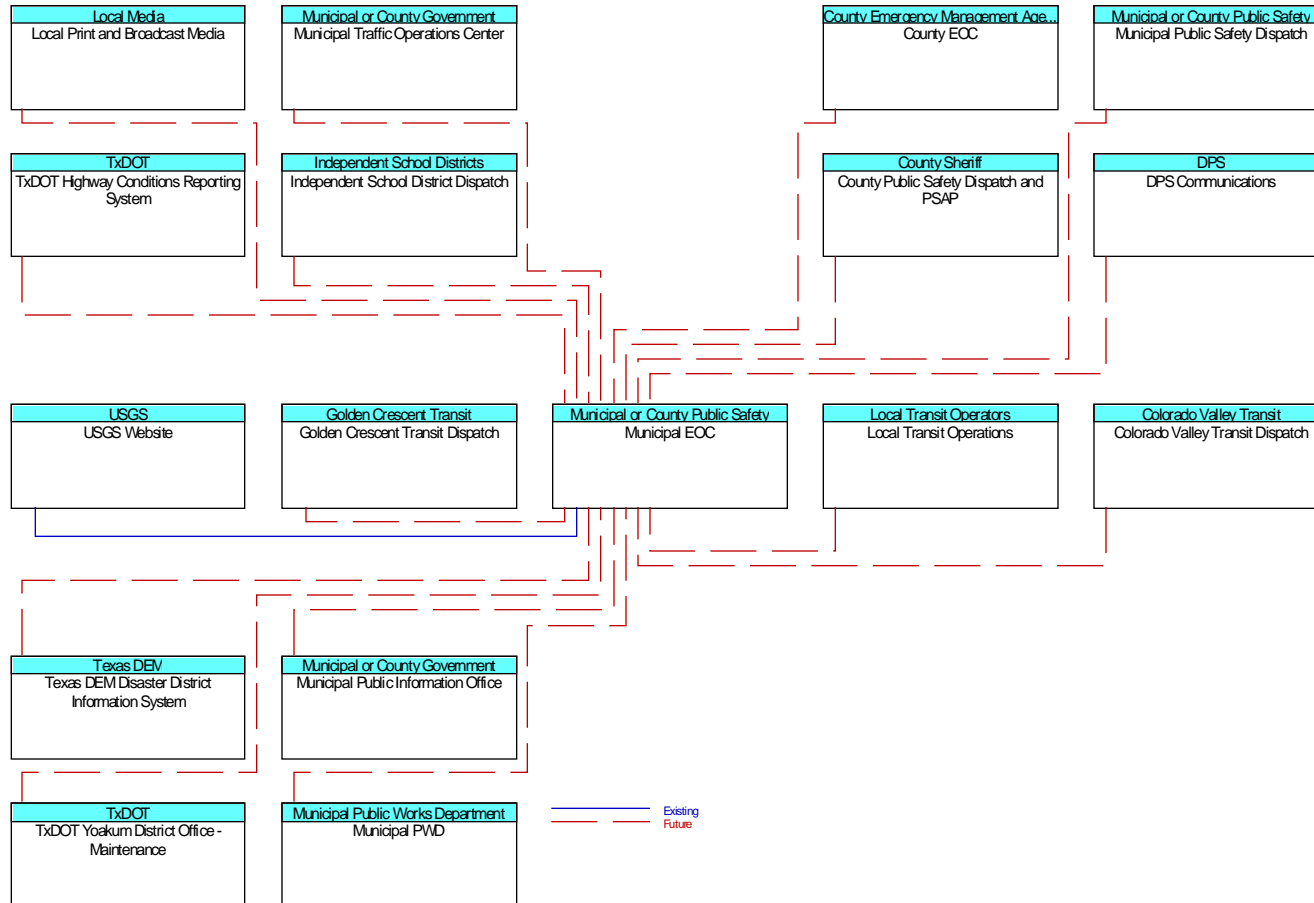 Local Media
Local Print and Broadcast Media
Municipal or County Government
Municipal Traffic Operations Center
County Emergency Management Age...
County EOC
Municipal or County Public Safety
Municipal Public Safety Dispatch
TxDOT
TxDOT Highway Conditions Reporting
System
Independent School Districts
Independent School District Dispatch
County Sheriff
County Public Safety Dispatch and
PSAP
DPS
DPS Communications
USGS
USGS Website
Golden Crescent Transit
Golden Crescent Transit Dispatch
Municipal or County Public Safety
Municipal EOC
Local Transit Operators
Local Transit Operations
Colorado Valley Transit
Colorado Valley Transit Dispatch
Texas DEM
Texas DEM Disaster District
Information System
Municipal or County Government
Municipal Public Information Office
TxDOT
TxDOT Yoakum District Office -
Maintenance
Municipal Public Works Department
Municipal PWD
Existing
Future